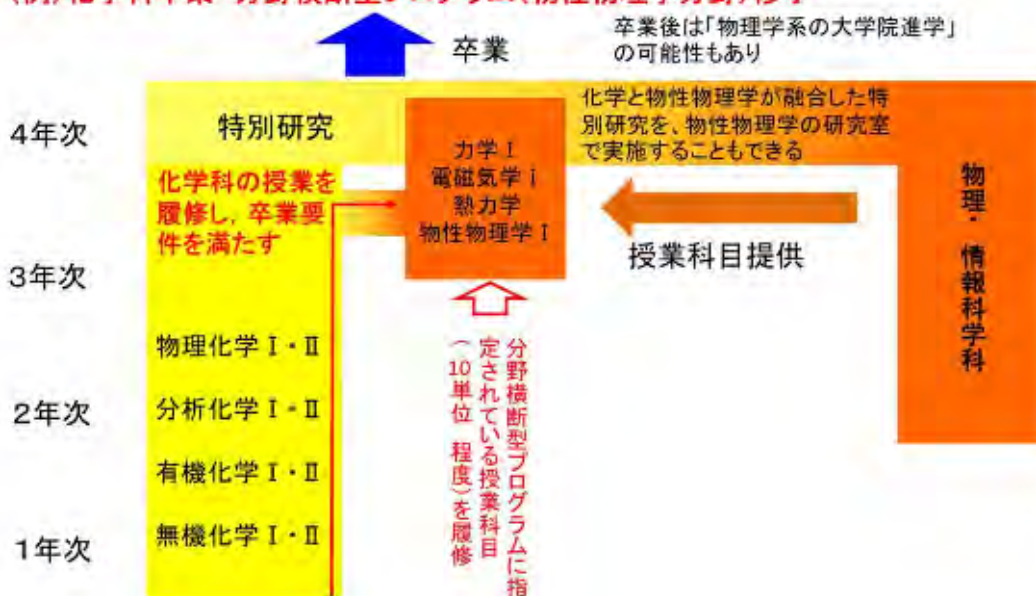 卒業
卒業後は「物理学系の大学院進学」
の可能性もあり
4年次
特別研究
力学Ⅰ
電磁気学Ⅰ
熱力学
物性物理学Ⅰ
化学と物性物理学が融合した特
別研究を、物性物理学の研究室
で実施することもできる
化学科の授業を
履修し,卒業要
件を満たす
物理・情報科学科
授業科目提供
3年次
物理化学Ⅰ・Ⅱ
分野横断型プログラムに指
定されている授業科目
(10単位 程度)を履修
2年次
分析化学Ⅰ・Ⅱ
有機化学Ⅰ・Ⅱ
1年次
無機化学Ⅰ・Ⅱ